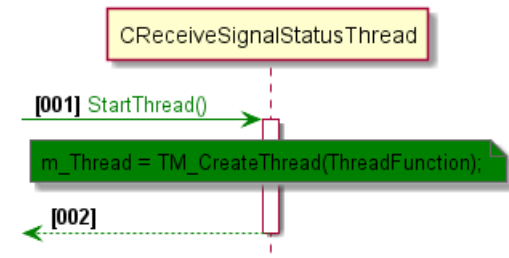 CReceiveSignalStatusThread
[001] StartThread()
m_Thread = TM_CreateThread(ThreadFunction);
[002]